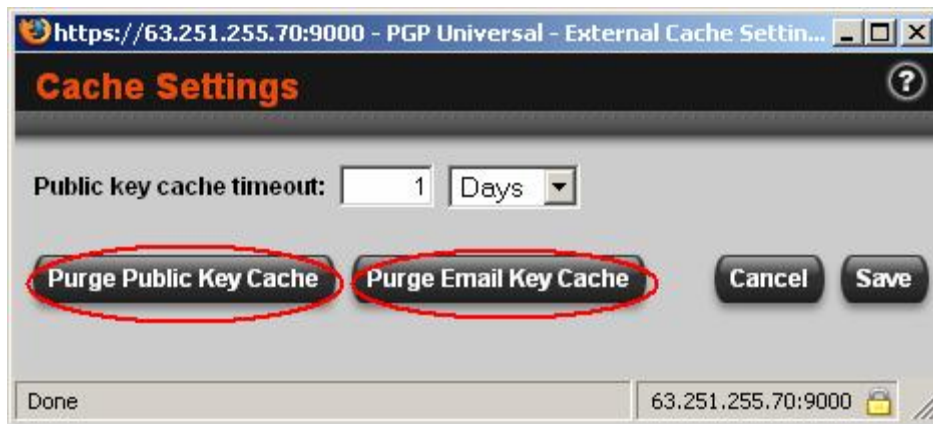 https://63.251.255.70:9000 - PGP Universal - External Cache Settin...
Cache Settings
?
Public key cache timeout: 1 Days
Purge Public Key Cache Purge Email Key Cache Cancel Save
Done 63.251.255.70:9000